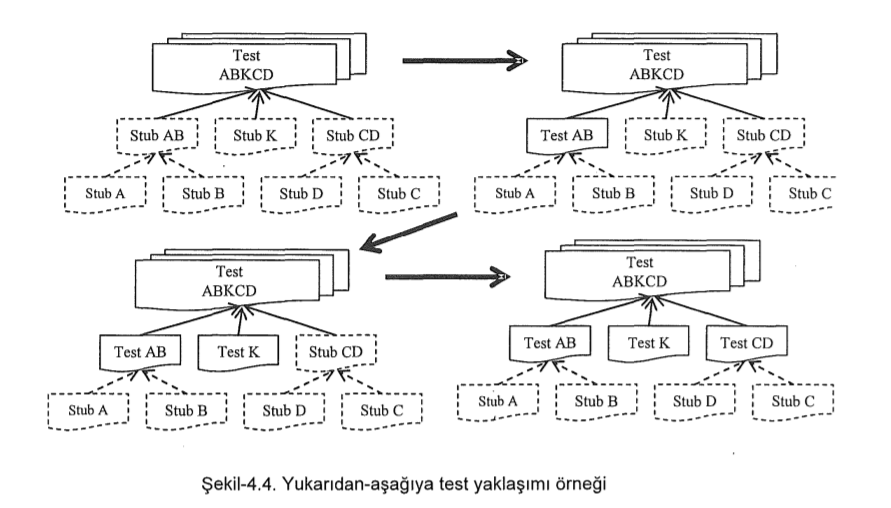 Test
ABKCD
Stub AB
Stub K
Stub CD
Stub A
Stub B
Stub D
Stub C
Test
ABKCD
Test AB
Stub K
Stub CD
Stub A
Stub B
Stub D
Stub C
Test
ABKCD
Test AB
Test K
Stub CD
Stub A
Stub B
Stub D
Stub C
Test
ABKCD
Test AB
Test K
Test CD
Stub A
Stub B
Stub D
Stub C
Şekil-4.4. Yukarıdan-aşağıya test yaklaşımı örneği